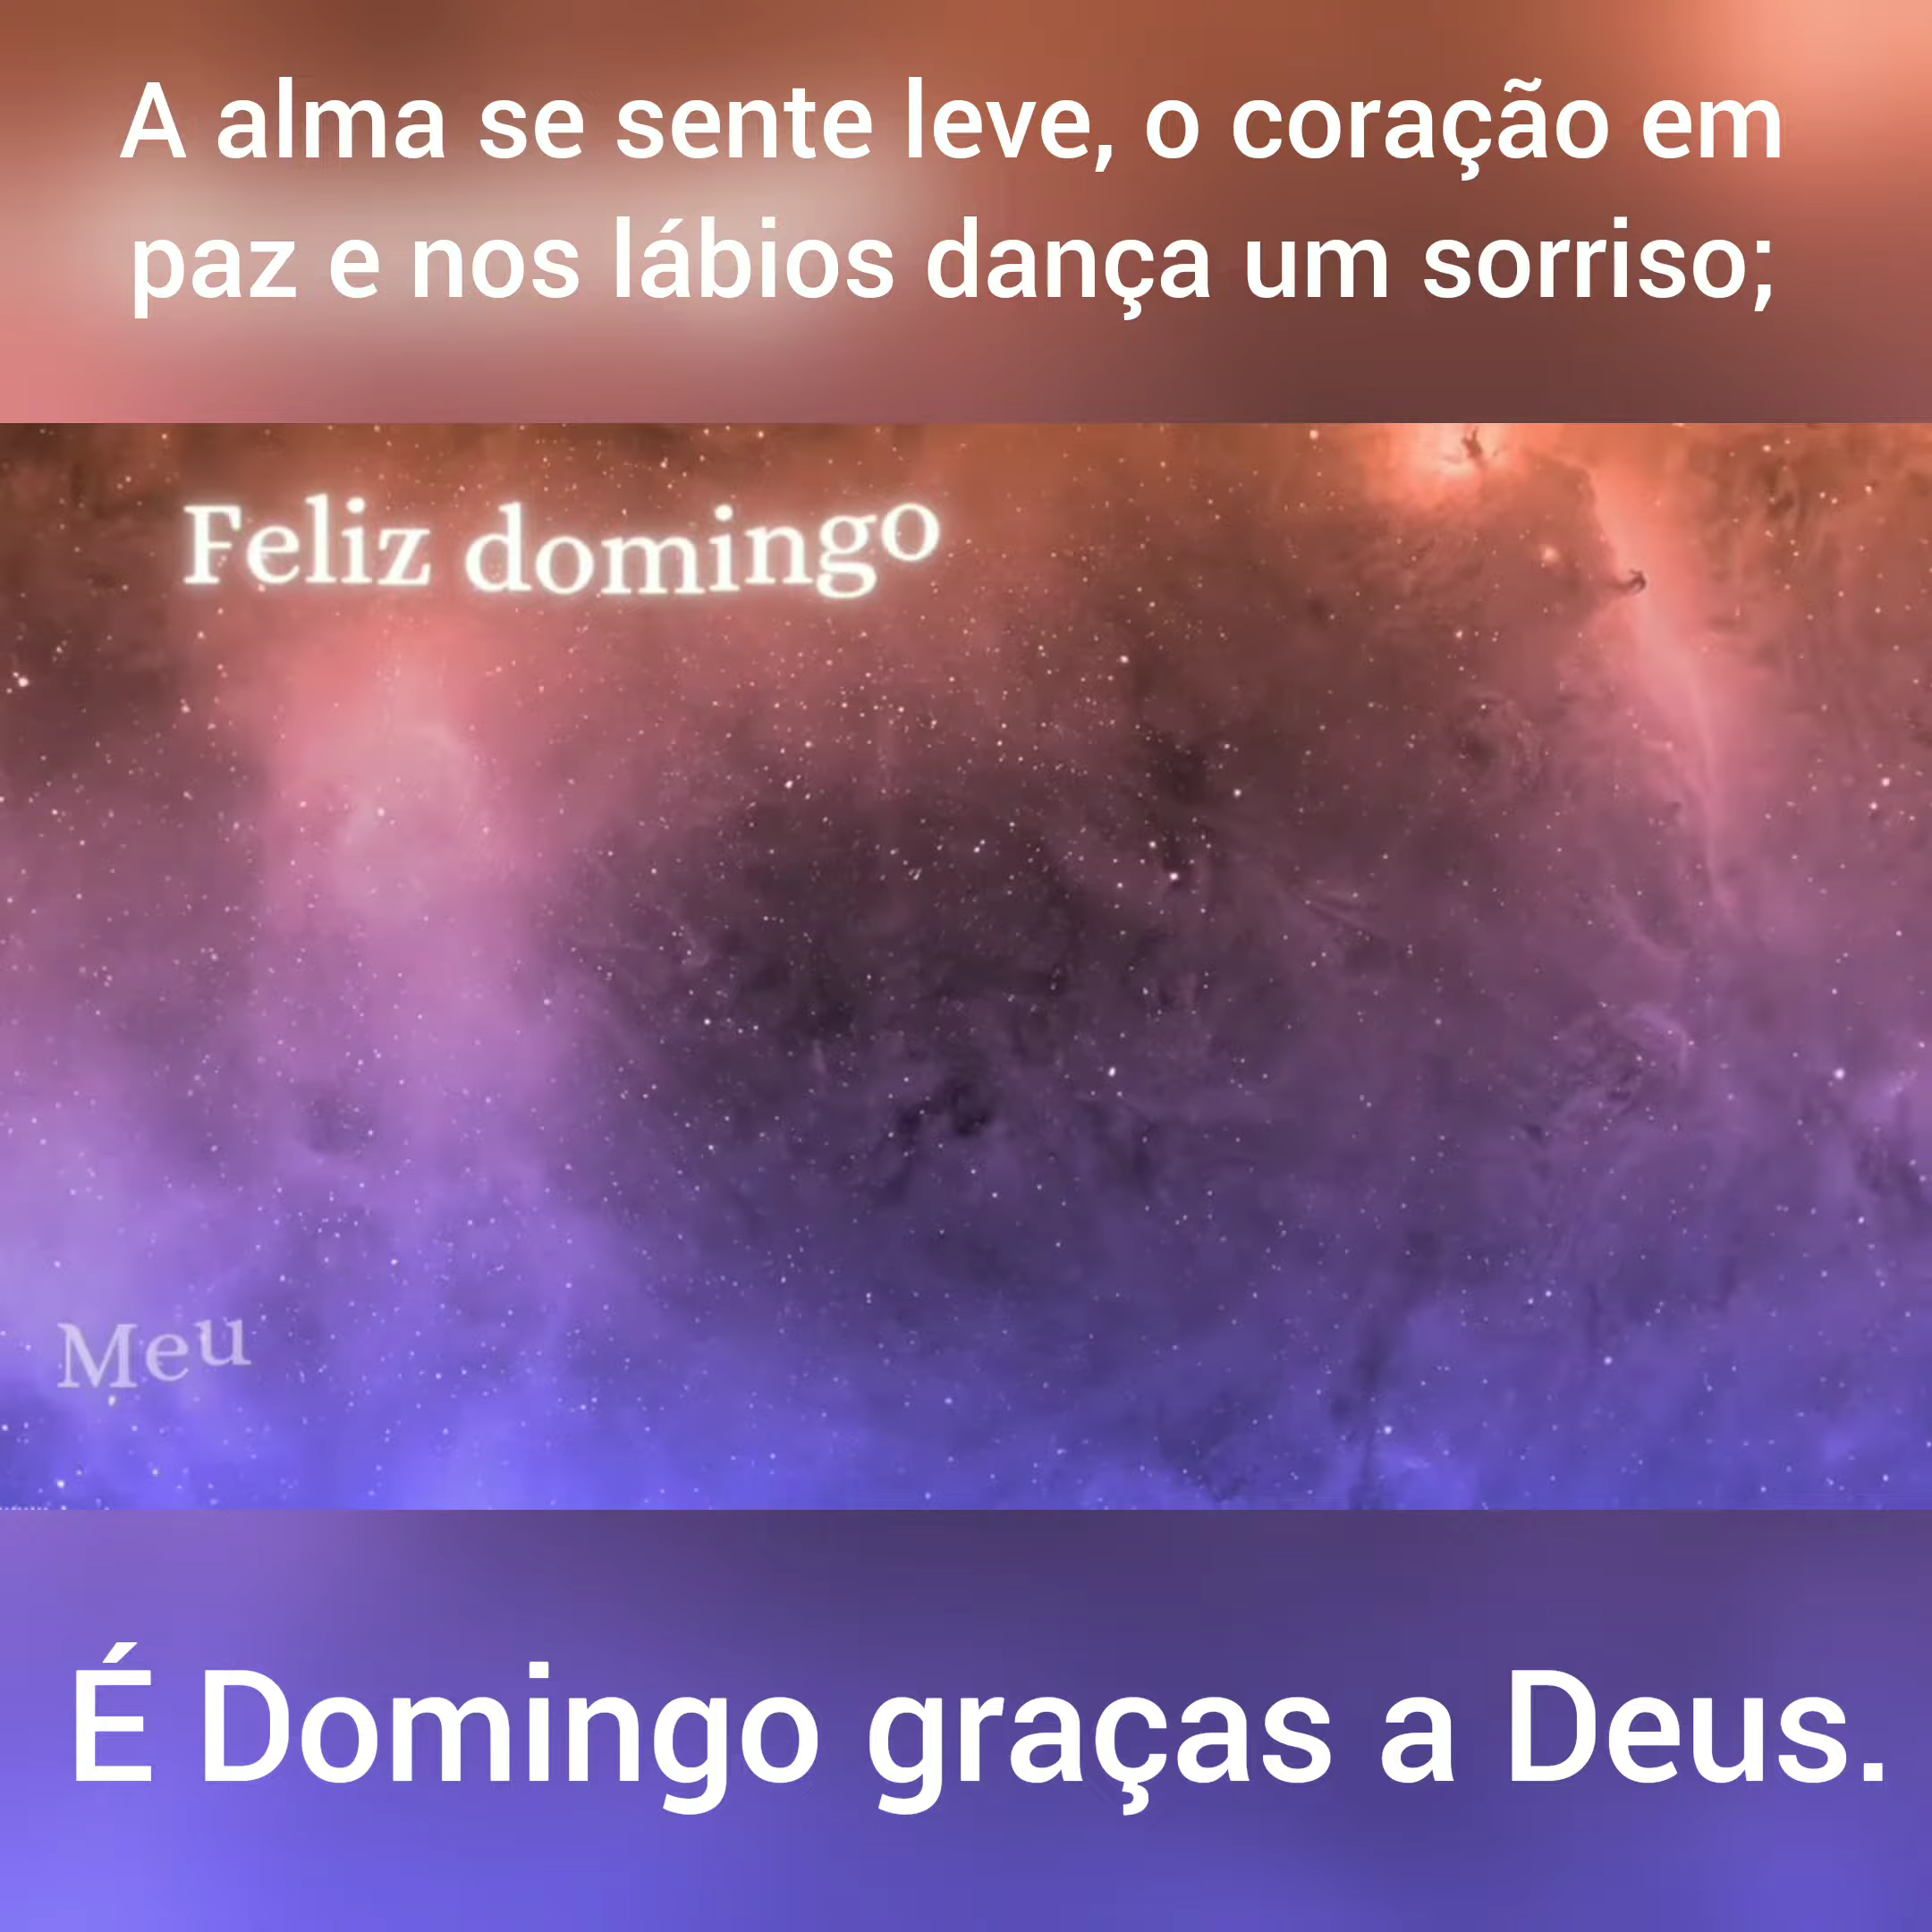 A alma se sente leve, o coração em
paz e nos lábios dança um sorriso;
Feliz domingo
Meu
É Domingo graças a Deus.